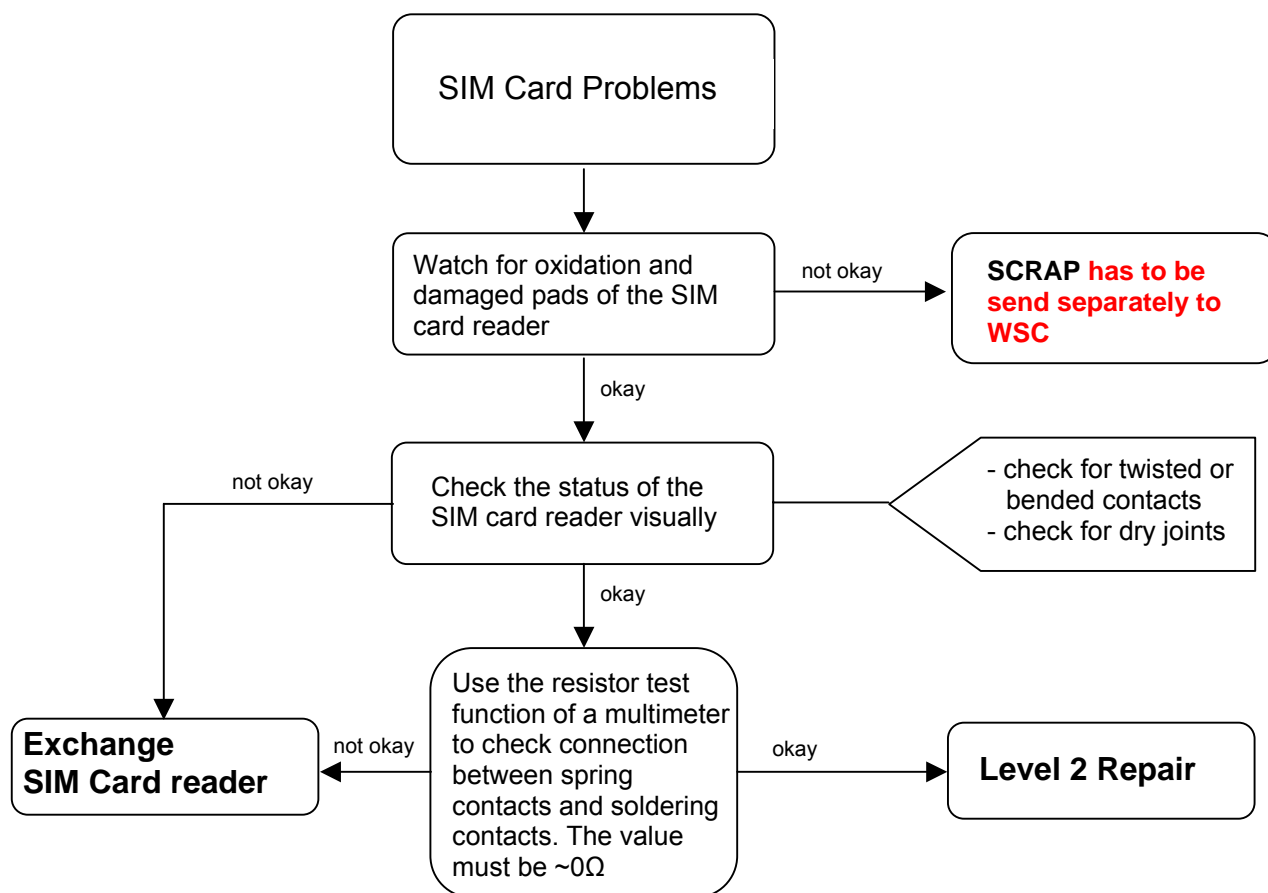 SIM Card Problems
Watch for oxidation and
damaged pads of the SIM
card reader
not okay
SCRAP has to be
send separately to
WSC
okay
not okay
Check the status of the
SIM card reader visually
- check for twisted or
bended contacts
- check for dry joints
okay
Exchange
SIM Card reader
not okay
Use the resistor test
function of a multimeter
to check connection
between spring
contacts and soldering
contacts. The value
must be ~0Ω
okay
Level 2 Repair